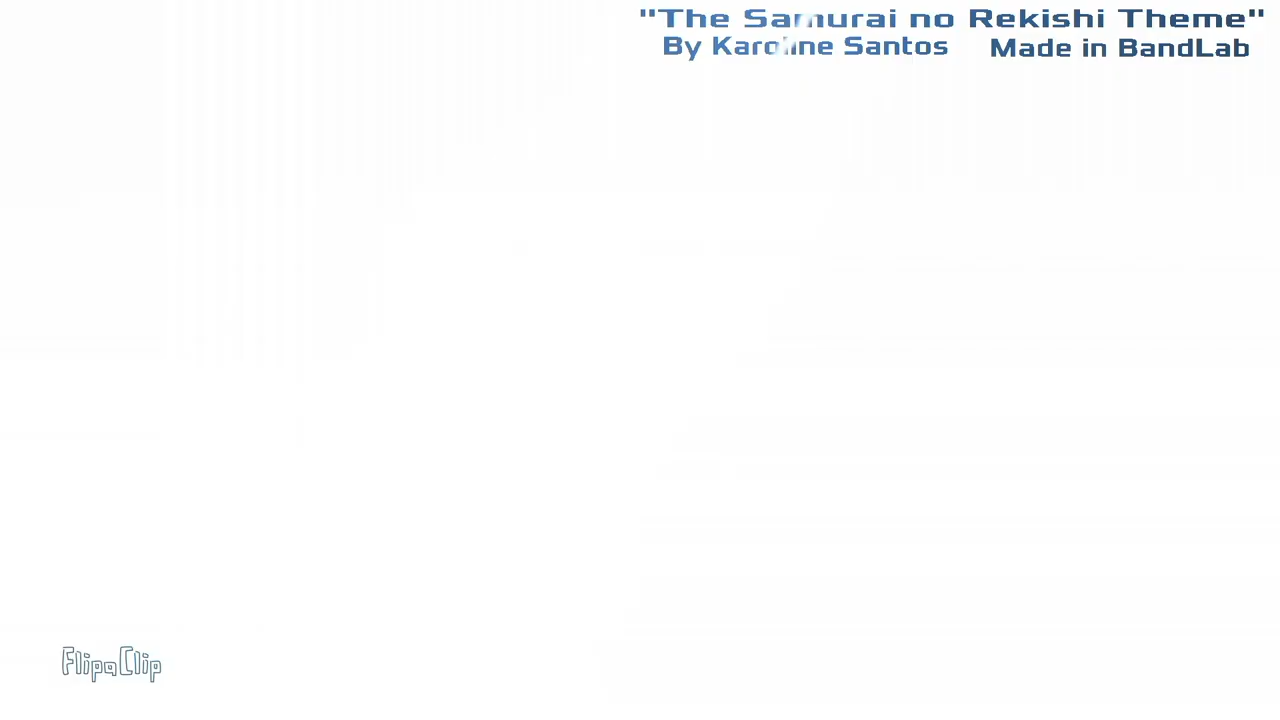 "The Samurai no Rekishi Theme"
By Karoline Santos Made in BandLab
FlipaClip